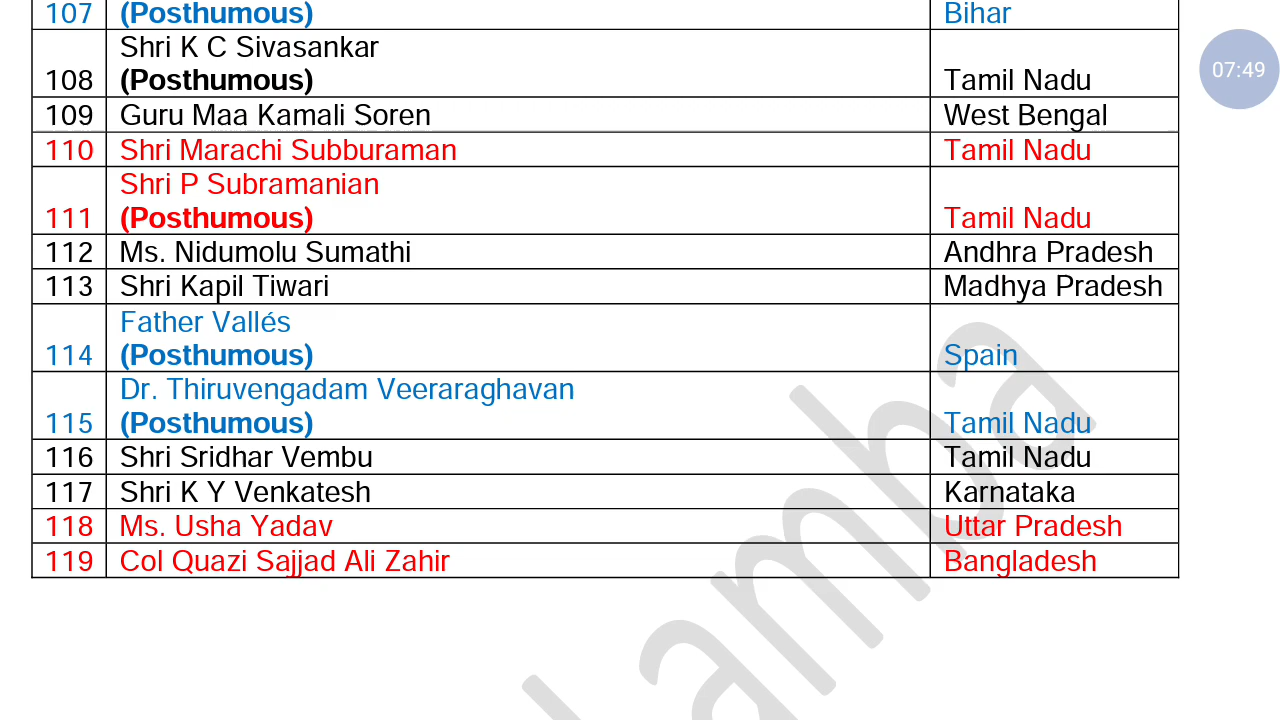 107 (Posthumous) Bihar
Shri K C Sivasankar
108 (Posthumous) Tamil Nadu
109 Guru Maa Kamali Soren West Bengal
110 Shri Marachi Subburaman Tamil Nadu
Shri P Subramanian
111 (Posthumous) Tamil Nadu
112 Ms. Nidumolu Sumathi Andhra Pradesh
113 Shri Kapil Tiwari Madhya Pradesh
Father Vallés
114 (Posthumous) Spain
Dr. Thiruvengadam Veeraraghavan
115 (Posthumous) Tamil Nadu
116 Shri Sridhar Vembu Tamil Nadu
117 Shri K Y Venkatesh Karnataka
118 Ms. Usha Yadav Uttar Pradesh
119 Col Quazi Sajjad Ali Zahir Bangladesh
07:49